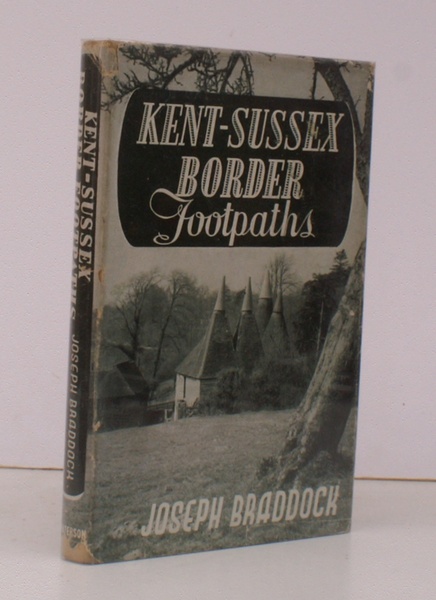 KENT-SUSSEX
BORDER
Footpaths
JOSEPH BRADDOCK
KENT-SUSSEX
BORDER FOOTPATHS
JOSEPH BRADDOCK